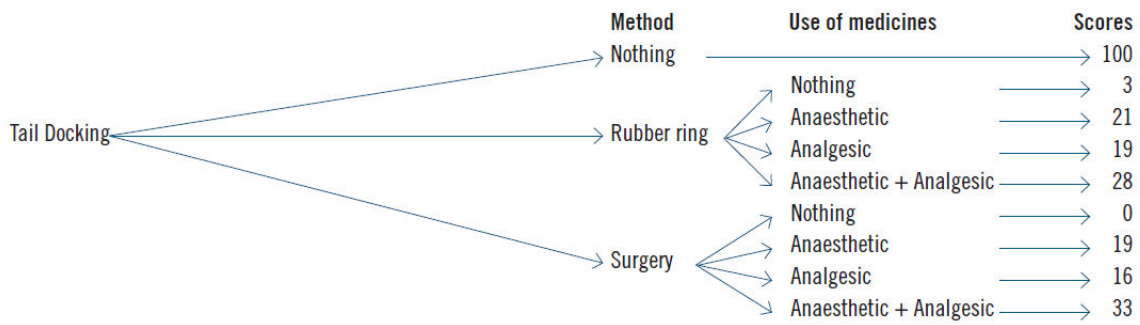 Method Use of medicines Scores
Nothing 100
Nothing 3
Anaesthetic 21
Tail Docking Rubber ring
Analgesic 19
Anaesthetic + Analgesic 28
Nothing 0
Anaesthetic 19
Surgery
Analgesic 16
Anaesthetic + Analgesic 33